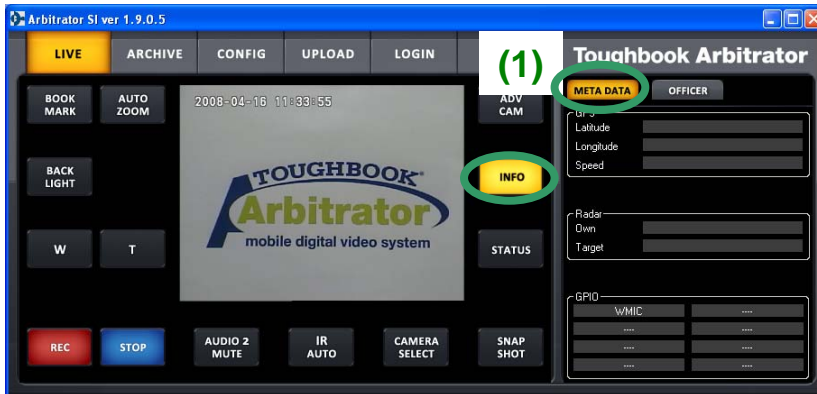 Arbitrator SI ver 1.9.0.5
LIVE ARCHIVE CONFIG UPLOAD LOGIN
(1)
Toughbook Arbitrator
META DATA OFFICER
BOOK MARK
AUTO ZOOM
2008-04-16 11:33:55
ADV CAM
GPS
Latitude
Longitude
Speed
BACK LIGHT
TOUGHBOOK
Arbitrator
mobile digital video system
INFO
Radar
Own
Target
W T
STATUS
GPIO
WMIC ----
---- ----
---- ----
---- ----
REC STOP
AUDIO 2 MUTE
IR AUTO
CAMERA SELECT
SNAP SHOT